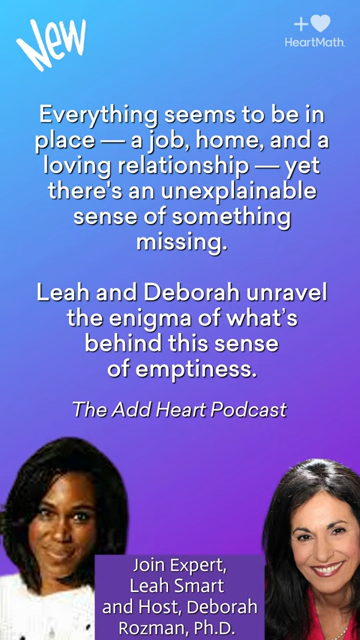 New
+
HeartMath.
Everything seems to be in
place — a job, home, and a
loving relationship — yet
there's an unexplainable
sense of something
missing.
Leah and Deborah unravel
the enigma of what's
behind this sense
of emptiness.
The Add Heart Podcast
Join Expert,
Leah Smart
and Host, Deborah
Rozman, Ph.D.